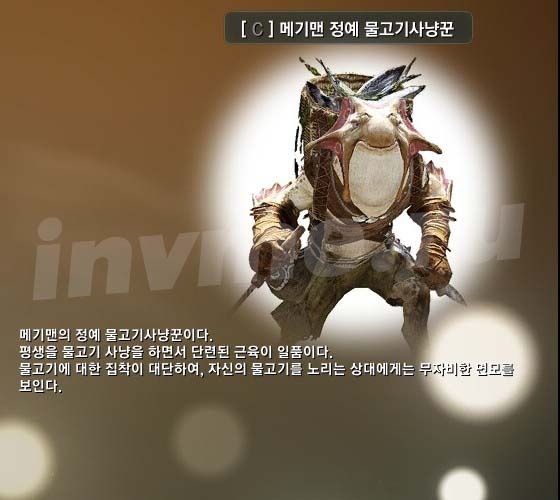 [ C ] 메기맨 정예 물고기사냥꾼
메기맨의 정예 물고기사냥꾼이다.
평생을 물고기 사냥을 하면서 단련된 근육이 일품이다.
물고기에 대한 집착이 대단하여, 자신의 물고기를 노리는 상대에게는 무자비한 면모를
보인다.